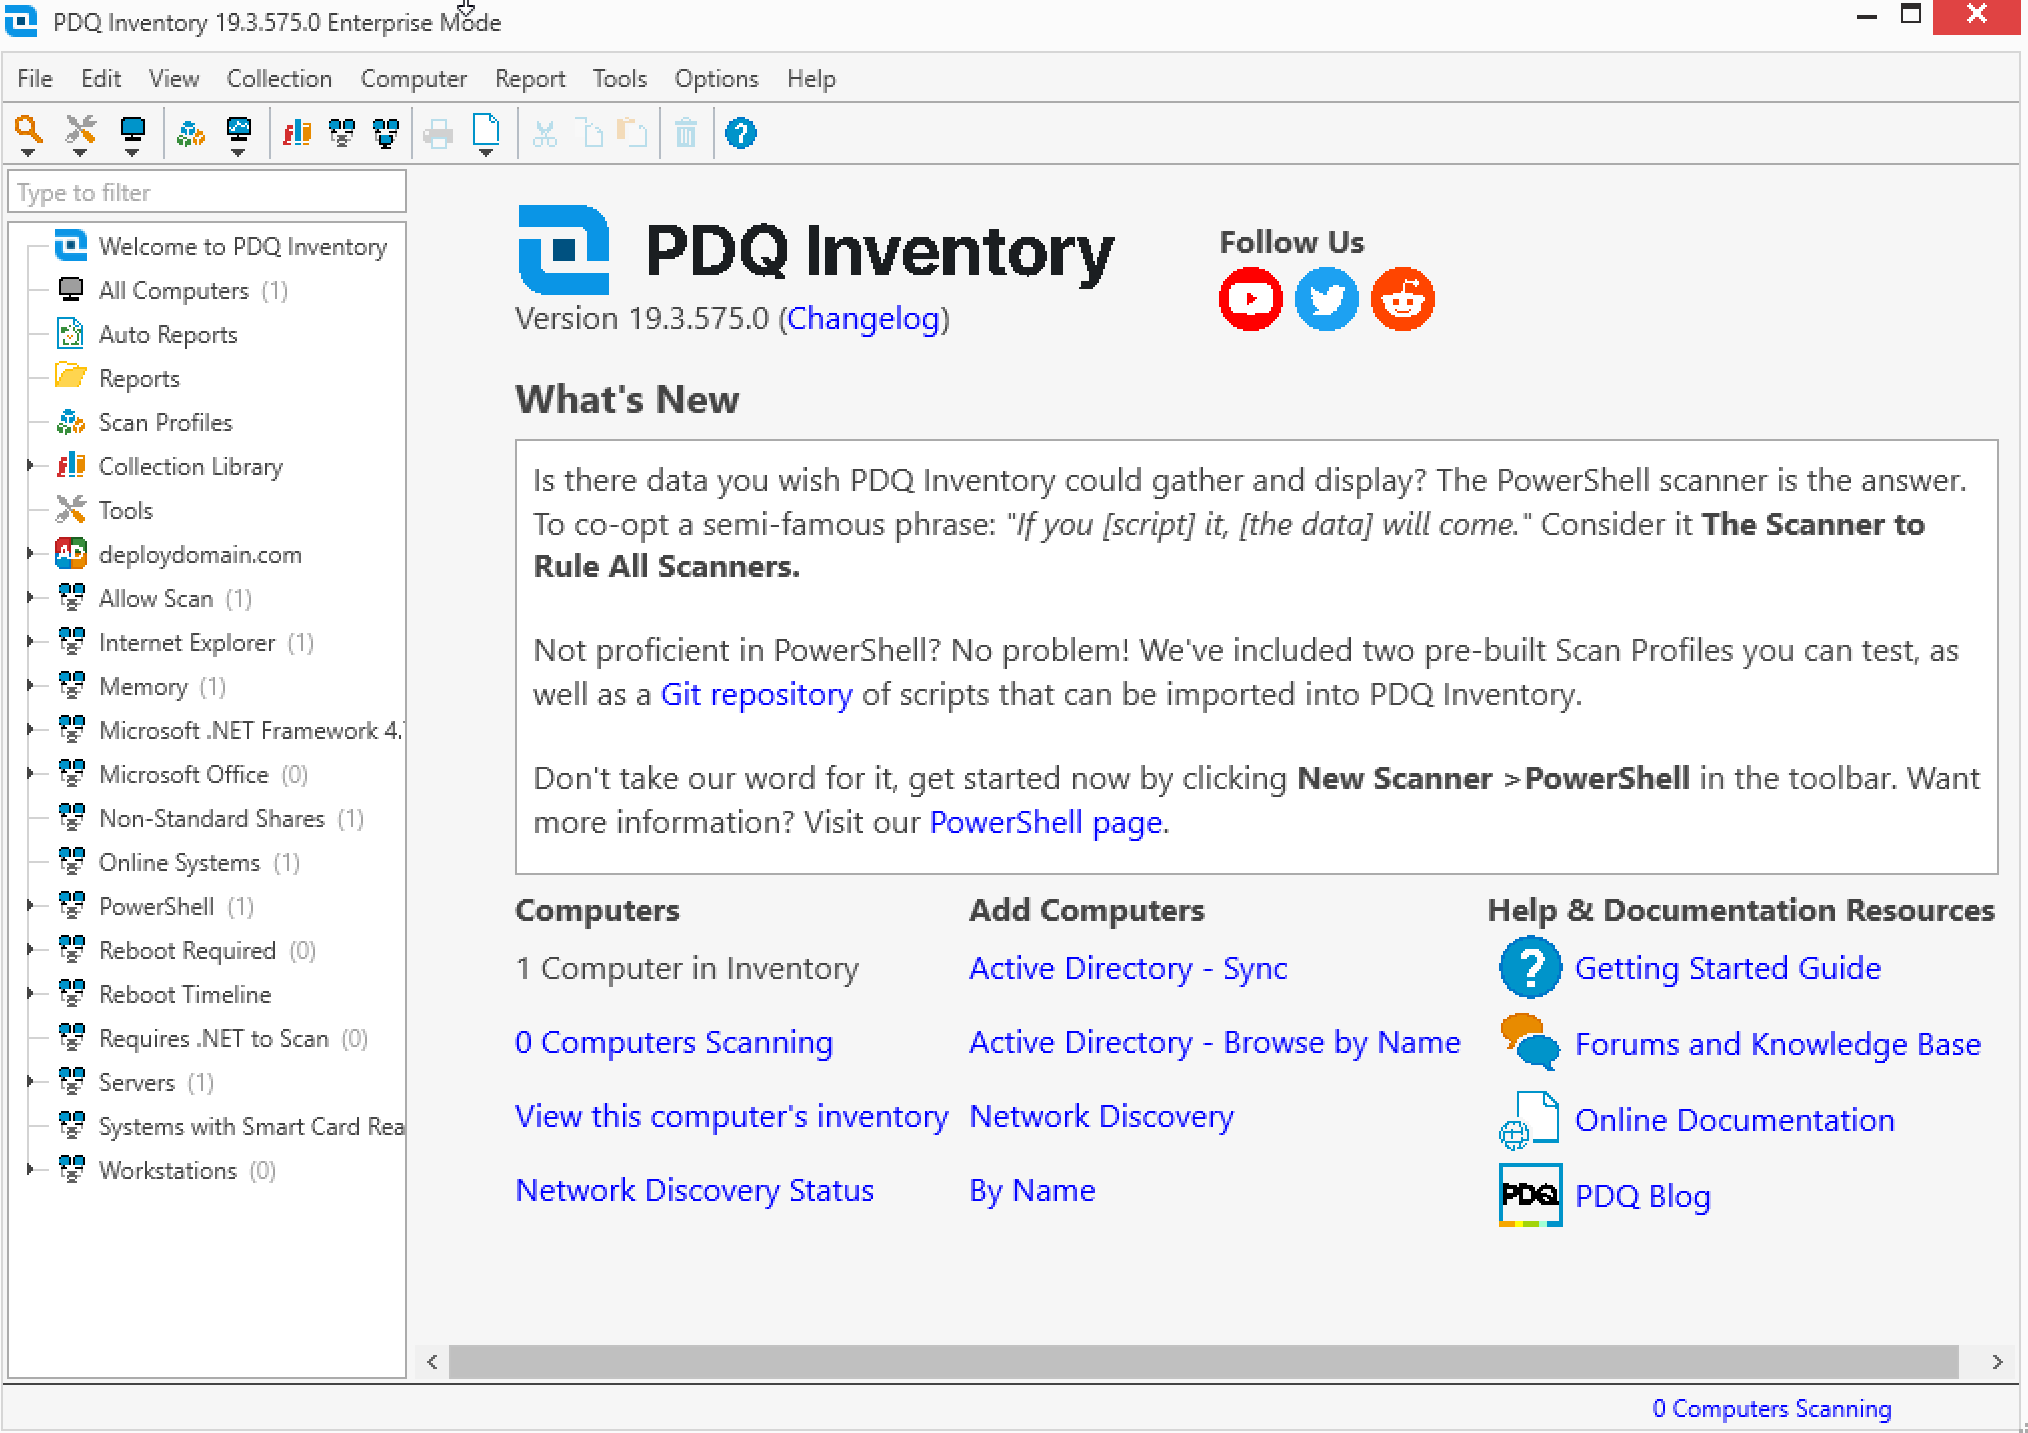 PDQ Inventory 19.3.575.0 Enterprise Mode
File Edit View Collection Computer Report Tools Options Help
Type to filter
Welcome to PDQ Inventory
All Computers (1)
Auto Reports
Reports
Scan Profiles
Collection Library
Tools
AD deploydomain.com
Allow Scan (1)
Internet Explorer (1)
Memory (1)
Microsoft .NET Framework 4.
Microsoft Office (0)
Non-Standard Shares (1)
Online Systems (1)
PowerShell (1)
Reboot Required (0)
Reboot Timeline
Requires .NET to Scan (0)
Servers (1)
Systems with Smart Card Rea
Workstations (0)
PDQ Inventory
Version 19.3.575.0 (Changelog)
Follow Us
What's New
Is there data you wish PDQ Inventory could gather and display? The PowerShell scanner is the answer.
To co-opt a semi-famous phrase: "If you [script] it, [the data] will come." Consider it The Scanner to
Rule All Scanners.
Not proficient in PowerShell? No problem! We've included two pre-built Scan Profiles you can test, as
well as a Git repository of scripts that can be imported into PDQ Inventory.
Don't take our word for it, get started now by clicking New Scanner >PowerShell in the toolbar. Want
more information? Visit our PowerShell page.
Computers
1 Computer in Inventory
0 Computers Scanning
View this computer's inventory
Network Discovery Status
Add Computers
Active Directory - Sync
Active Directory - Browse by Name
Network Discovery
By Name
Help & Documentation Resources
? Getting Started Guide
Forums and Knowledge Base
Online Documentation
PDQ PDQ Blog
0 Computers Scanning